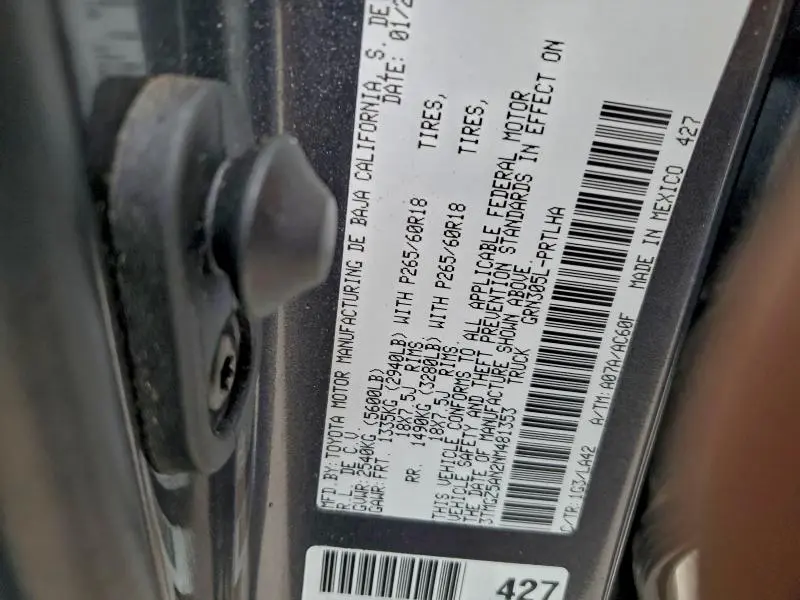 MFD.BY:TOYOTA MOTOR MANUFACTURING DE BAJA CALIFORNIA, S. DE
R.L. DE C.V. DATE: 01/2
GVWR: 2540KG (5600LB)
GAWR: FRT. 1335KG (2940LB) WITH P265/60R18 TIRES,
18X7.5J RIMS
RR. 1490KG (3280LB) WITH P265/60R18 TIRES,
18X7.5J RIMS
THIS VEHICLE CONFORMS TO ALL APPLICABLE FEDERAL MOTOR
VEHICLE SAFETY AND THEFT PREVENTION STANDARDS IN EFFECT ON
THE DATE OF MANUFACTURE SHOWN ABOVE.
3TMGZ5AN2NM481353 TRUCK GRN305L-PRTLHA
C/TR:1G3/LA42 A/TM:A07A/AC60F MADE IN MEXICO 427
427